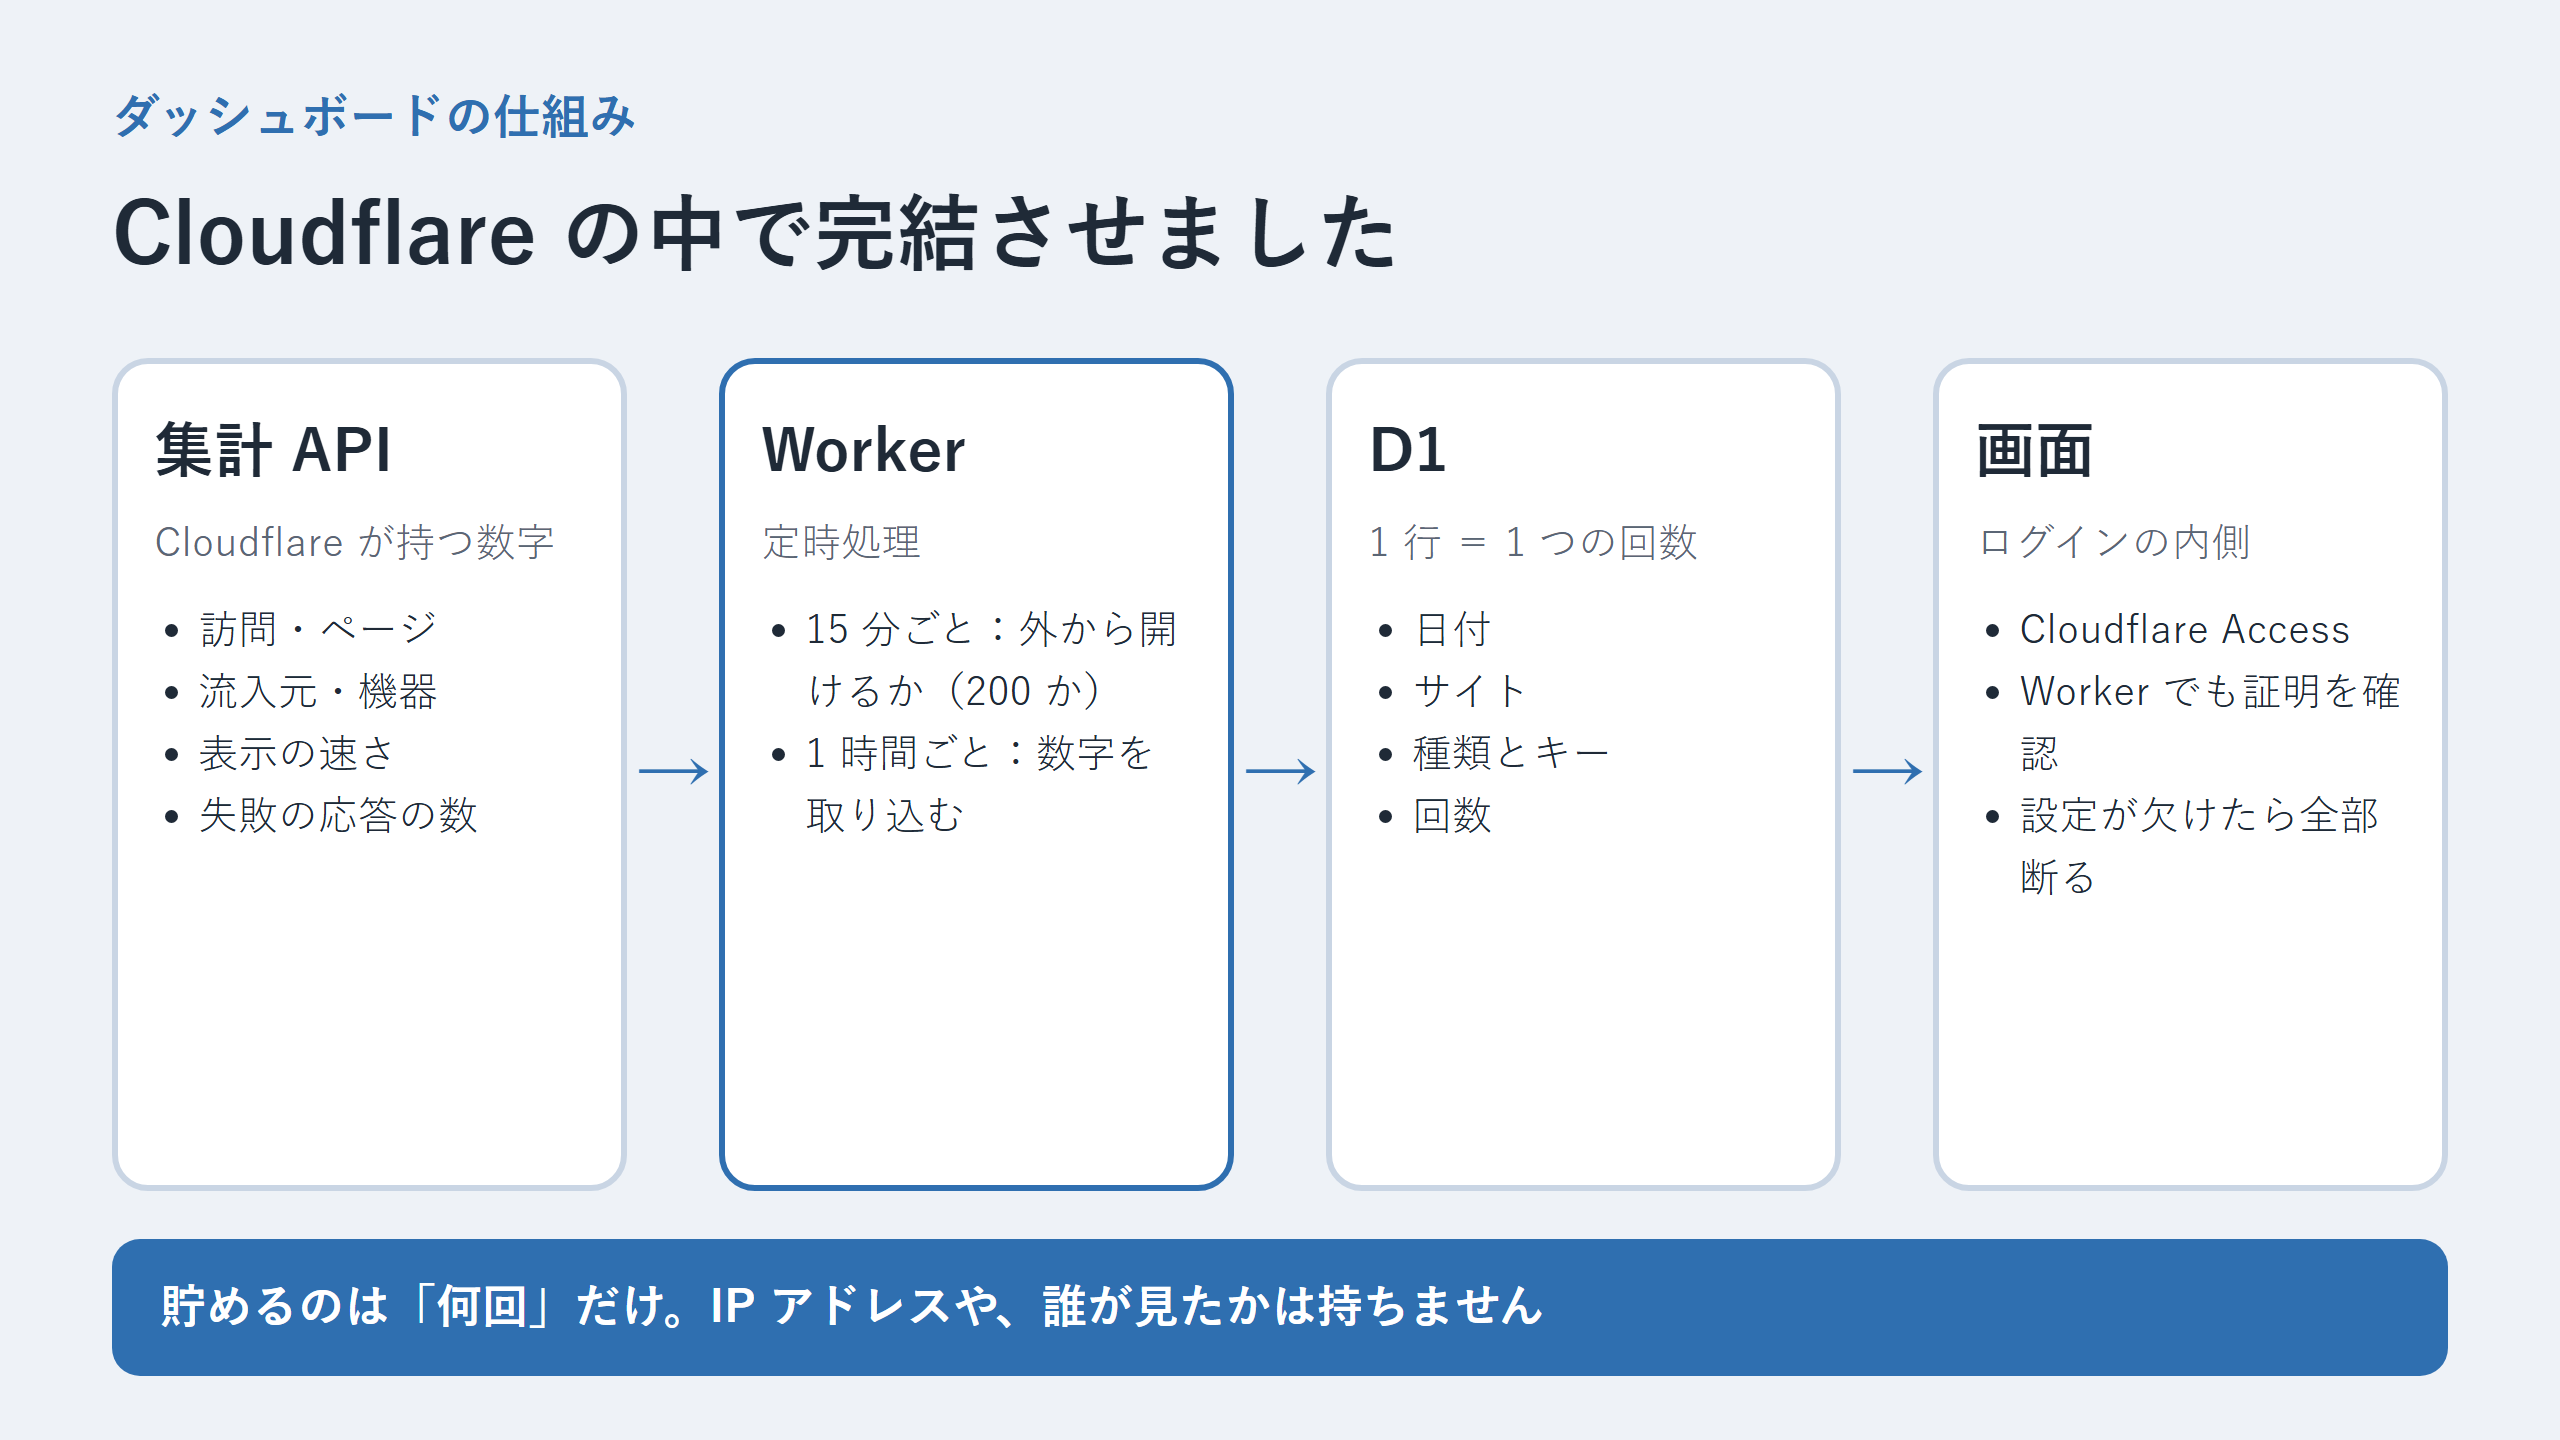 ダッシュボードの仕組み
Cloudflare の中で完結させました
集計 API
Cloudflare が持つ数字
• 訪問・ページ
• 流入元・機器
• 表示の速さ
• 失敗の応答の数
→
Worker
定時処理
• 15 分ごと：外から開
けるか（200 か）
• 1 時間ごと：数字を
取り込む
→
D1
1 行 ＝ 1 つの回数
• 日付
• サイト
• 種類とキー
• 回数
→
画面
ログインの内側
• Cloudflare Access
• Worker でも証明を確
認
• 設定が欠けたら全部
断る
貯めるのは「何回」だけ。IP アドレスや、誰が見たかは持ちません